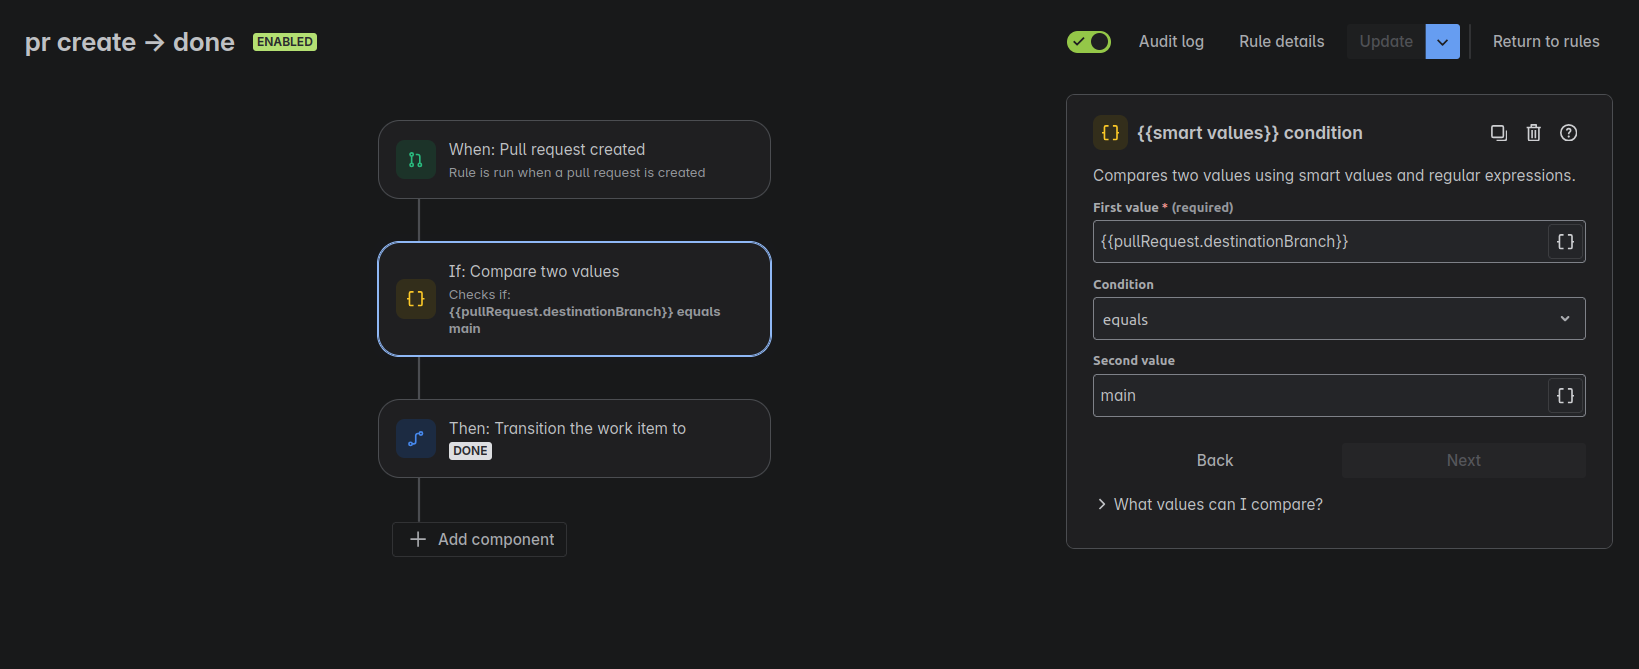 pr create → done ENABLED
Audit log Rule details Update Return to rules
When: Pull request created
Rule is run when a pull request is created
If: Compare two values
Checks if:
{{pullRequest.destinationBranch}} equals
main
Then: Transition the work item to
DONE
Add component
{{smart values}} condition
Compares two values using smart values and regular expressions.
First value * (required)
{{pullRequest.destinationBranch}}
Condition
equals
Second value
main
Back Next
What values can I compare?